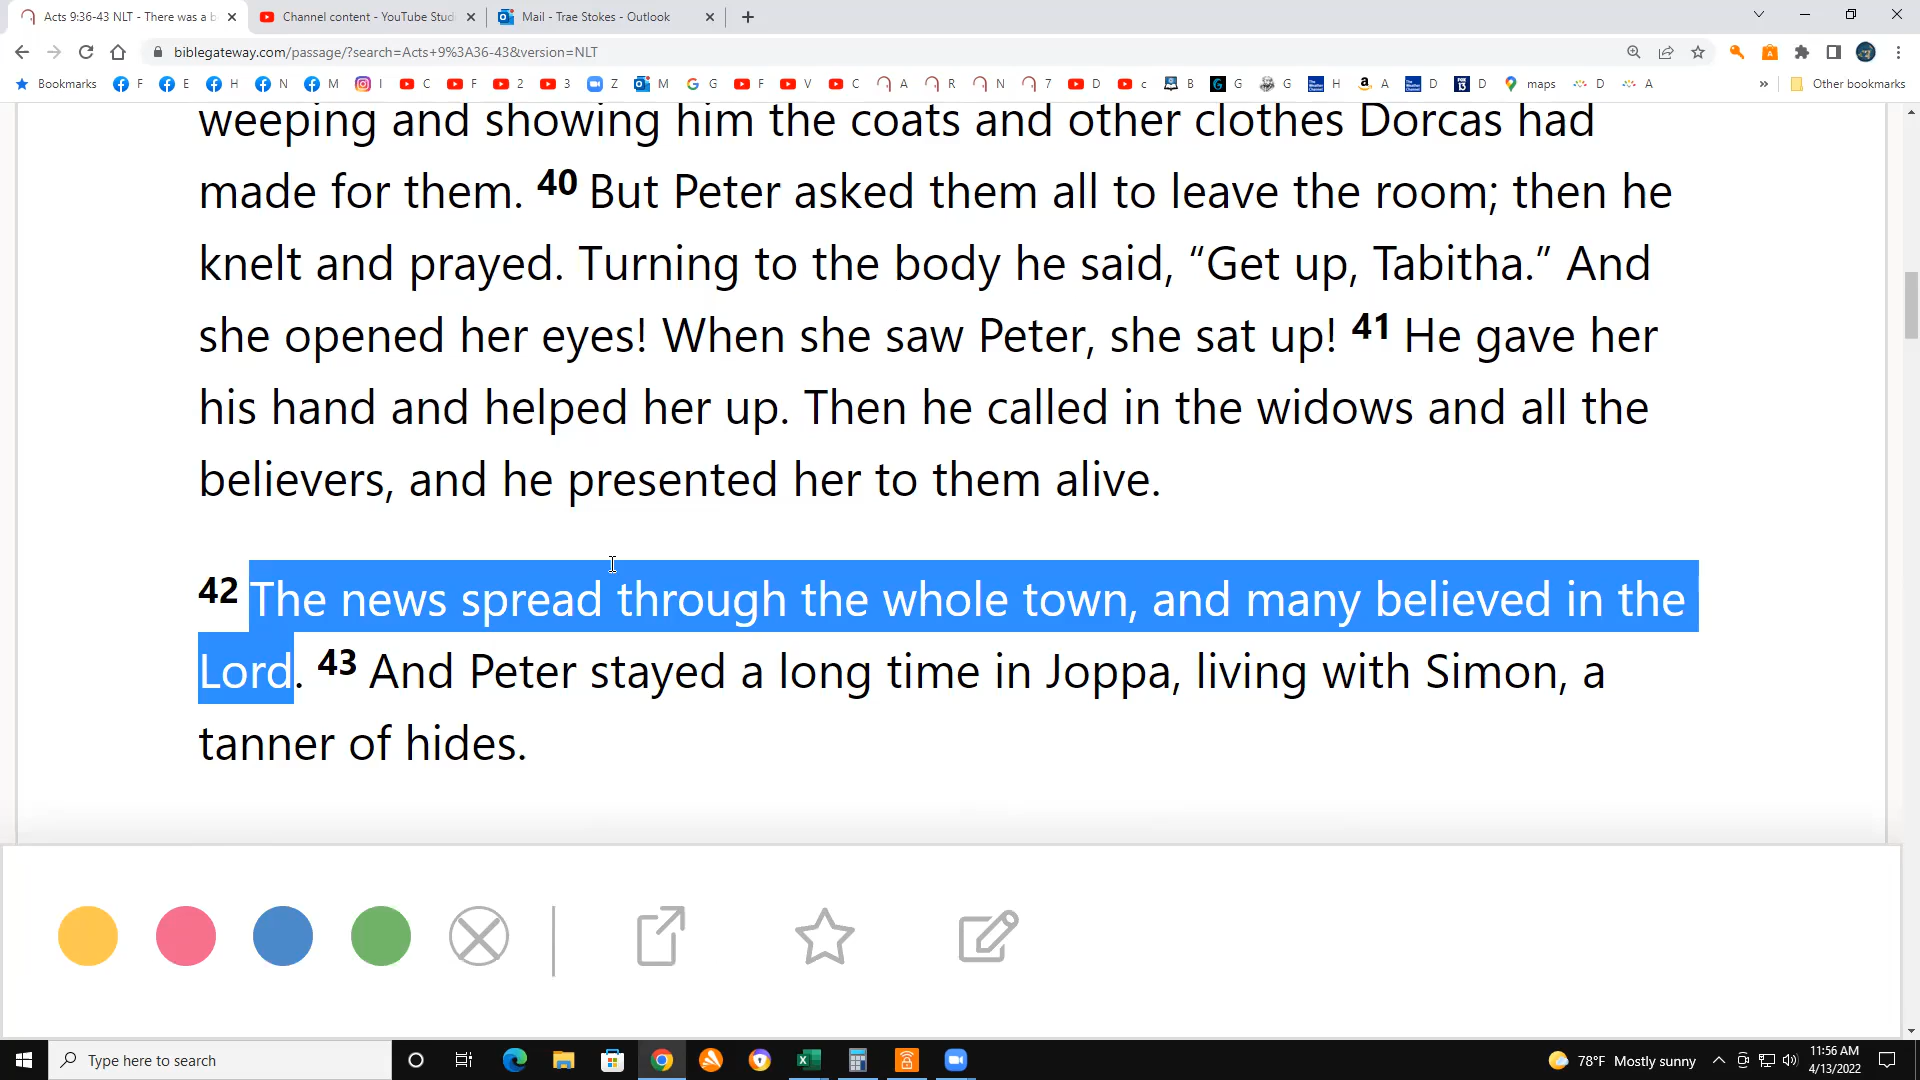 Acts 9:36-43 NLT - There was a b
Channel content - YouTube Stud
Mail - Trae Stokes - Outlook
biblegateway.com/passage/?search=Acts+9%3A36-43&version=NLT
Bookmarks F E H N M I C F 2 3 Z M G F V C A R N 7 D c B G G H A D D maps D A » Other bookmarks
weeping and showing him the coats and other clothes Dorcas had
made for them. 40 But Peter asked them all to leave the room; then he
knelt and prayed. Turning to the body he said, “Get up, Tabitha.” And
she opened her eyes! When she saw Peter, she sat up! 41 He gave her
his hand and helped her up. Then he called in the widows and all the
believers, and he presented her to them alive.
42 The news spread through the whole town, and many believed in the
Lord. 43 And Peter stayed a long time in Joppa, living with Simon, a
tanner of hides.
Type here to search
78°F Mostly sunny
11:56 AM
4/13/2022